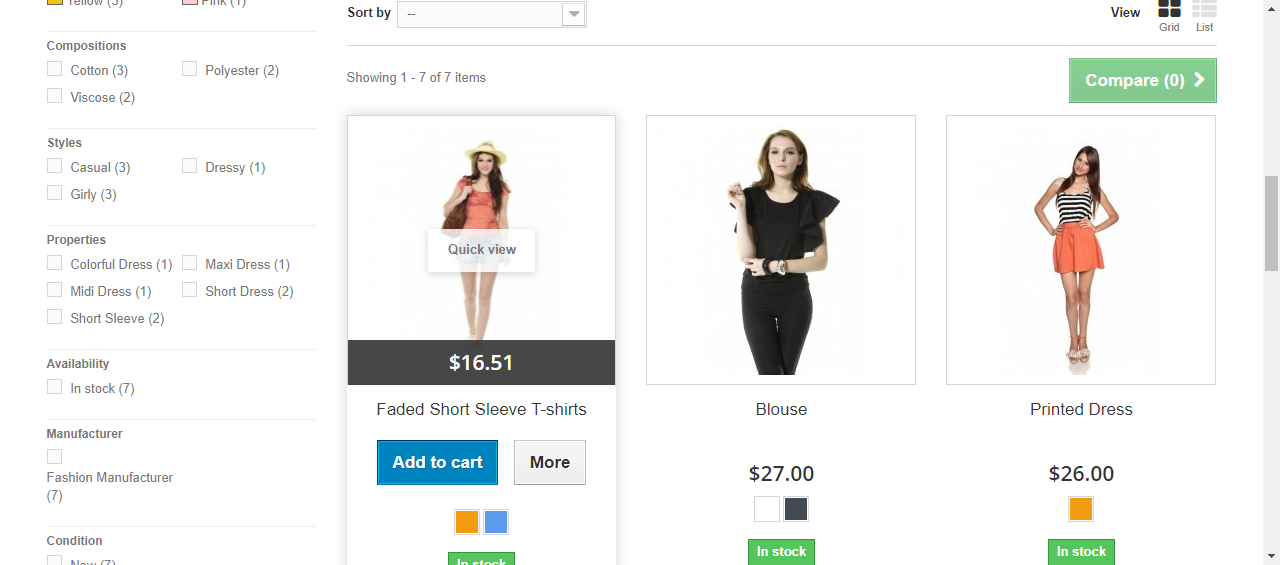 Yellow (3)
Pink (1)
Compositions
Cotton (3)
Polyester (2)
Viscose (2)
Styles
Casual (3)
Dressy (1)
Girly (3)
Properties
Colorful Dress (1)
Maxi Dress (1)
Midi Dress (1)
Short Dress (2)
Short Sleeve (2)
Availability
In stock (7)
Manufacturer
Fashion Manufacturer
(7)
Condition
New (7)
Sort by
--
View
Grid
List
Showing 1 - 7 of 7 items
Compare (0)
Quick view
$16.51
Faded Short Sleeve T-shirts
Add to cart
More
In stock
Blouse
$27.00
In stock
Printed Dress
$26.00
In stock